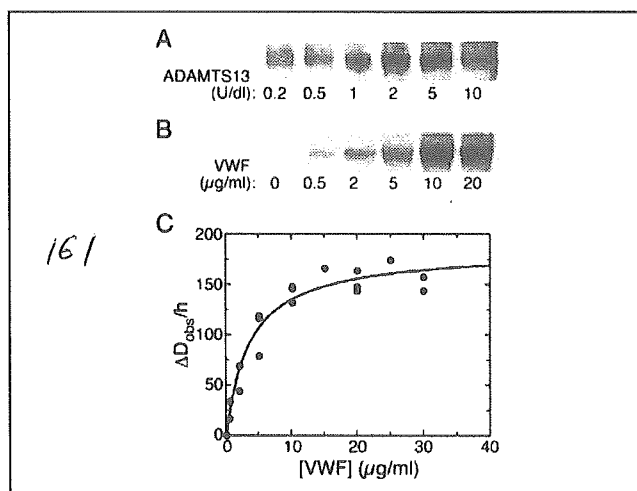 A
ADAMTS13
(U/dl): 0.2 0.5 1 2 5 10
B
VWF
(µg/ml): 0 0.5 2 5 10 20
C
161
200
150
100
50
0
ΔD_obs/h
0 10 20 30 40
[VWF] (µg/ml)